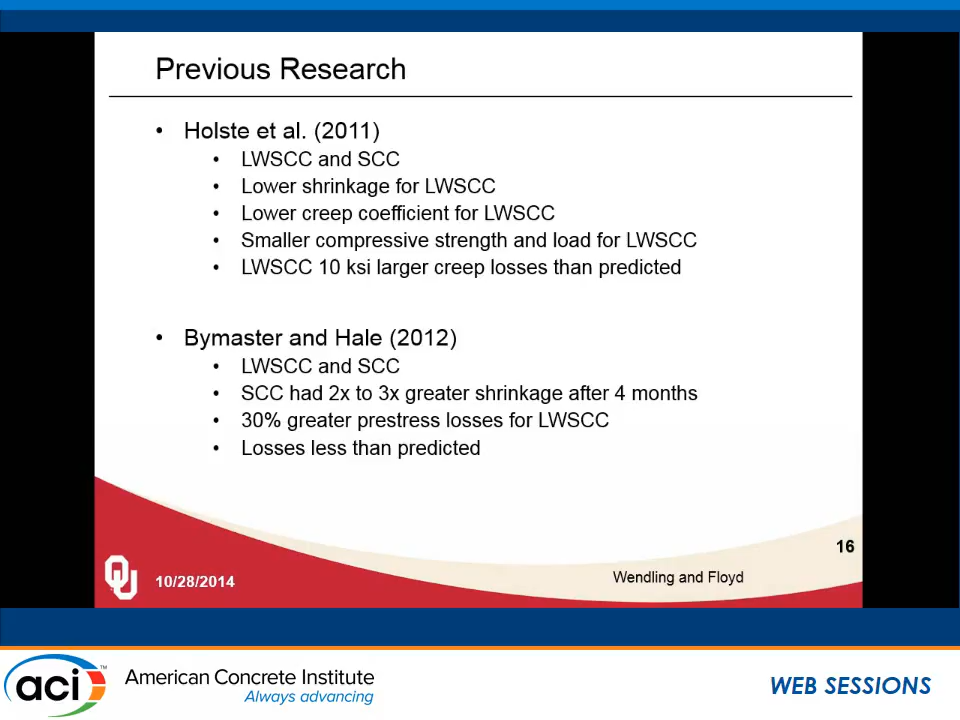 Previous Research
• Holste et al. (2011)
• LWSCC and SCC
• Lower shrinkage for LWSCC
• Lower creep coefficient for LWSCC
• Smaller compressive strength and load for LWSCC
• LWSCC 10 ksi larger creep losses than predicted
• Bymaster and Hale (2012)
• LWSCC and SCC
• SCC had 2x to 3x greater shrinkage after 4 months
• 30% greater prestress losses for LWSCC
• Losses less than predicted
16
OU
10/28/2014
Wendling and Floyd
aci™
American Concrete Institute
Always advancing
WEB SESSIONS